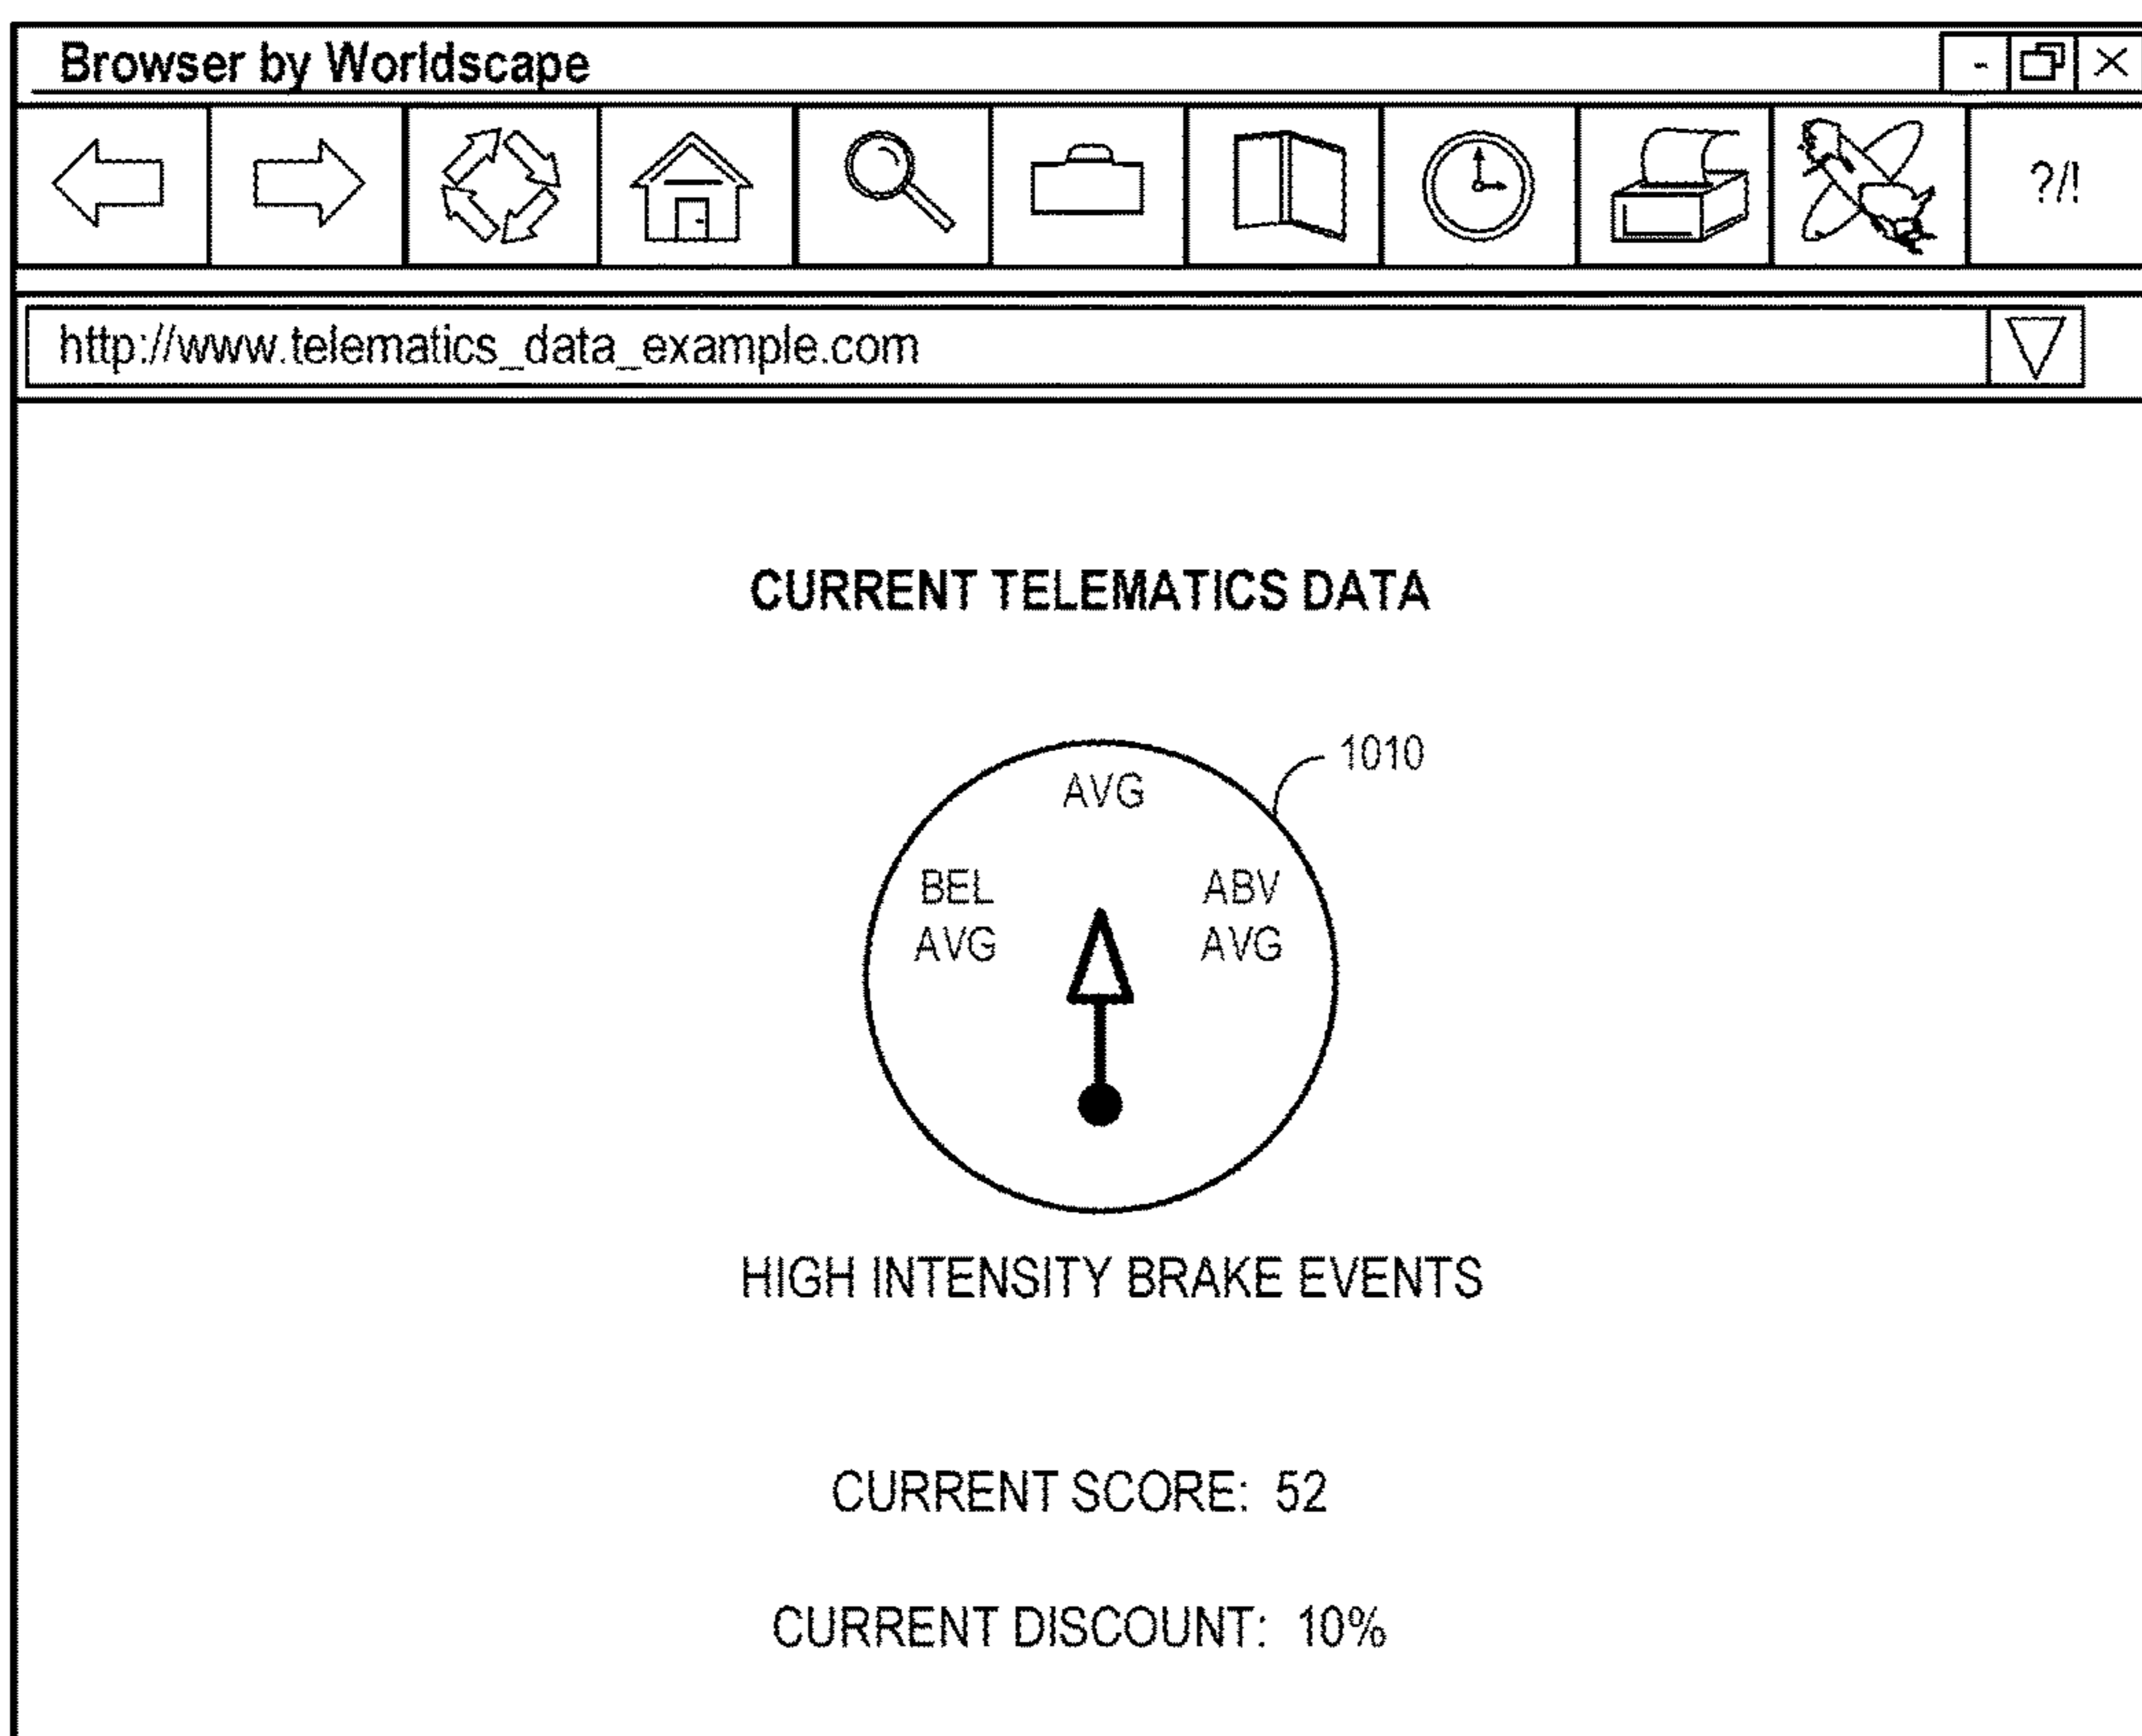 Browser by Worldscape
?/!
http://www.telematics_data_example.com
CURRENT TELEMATICS DATA
1010
AVG
BEL
AVG
ABV
AVG
HIGH INTENSITY BRAKE EVENTS
CURRENT SCORE: 52
CURRENT DISCOUNT: 10%